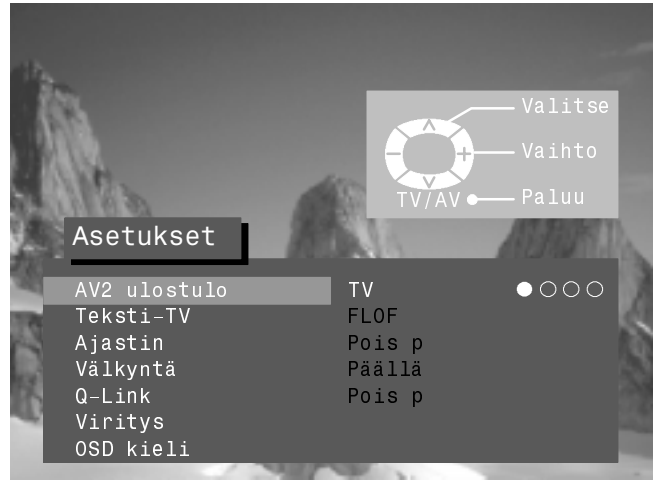 Valitse
Vaihto
TV/AV Paluu
Asetukset
AV2 ulostulo TV
Teksti-TV FLOF
Ajastin Pois p
Välkyntä Päällä
Q-Link Pois p
Viritys
OSD kieli